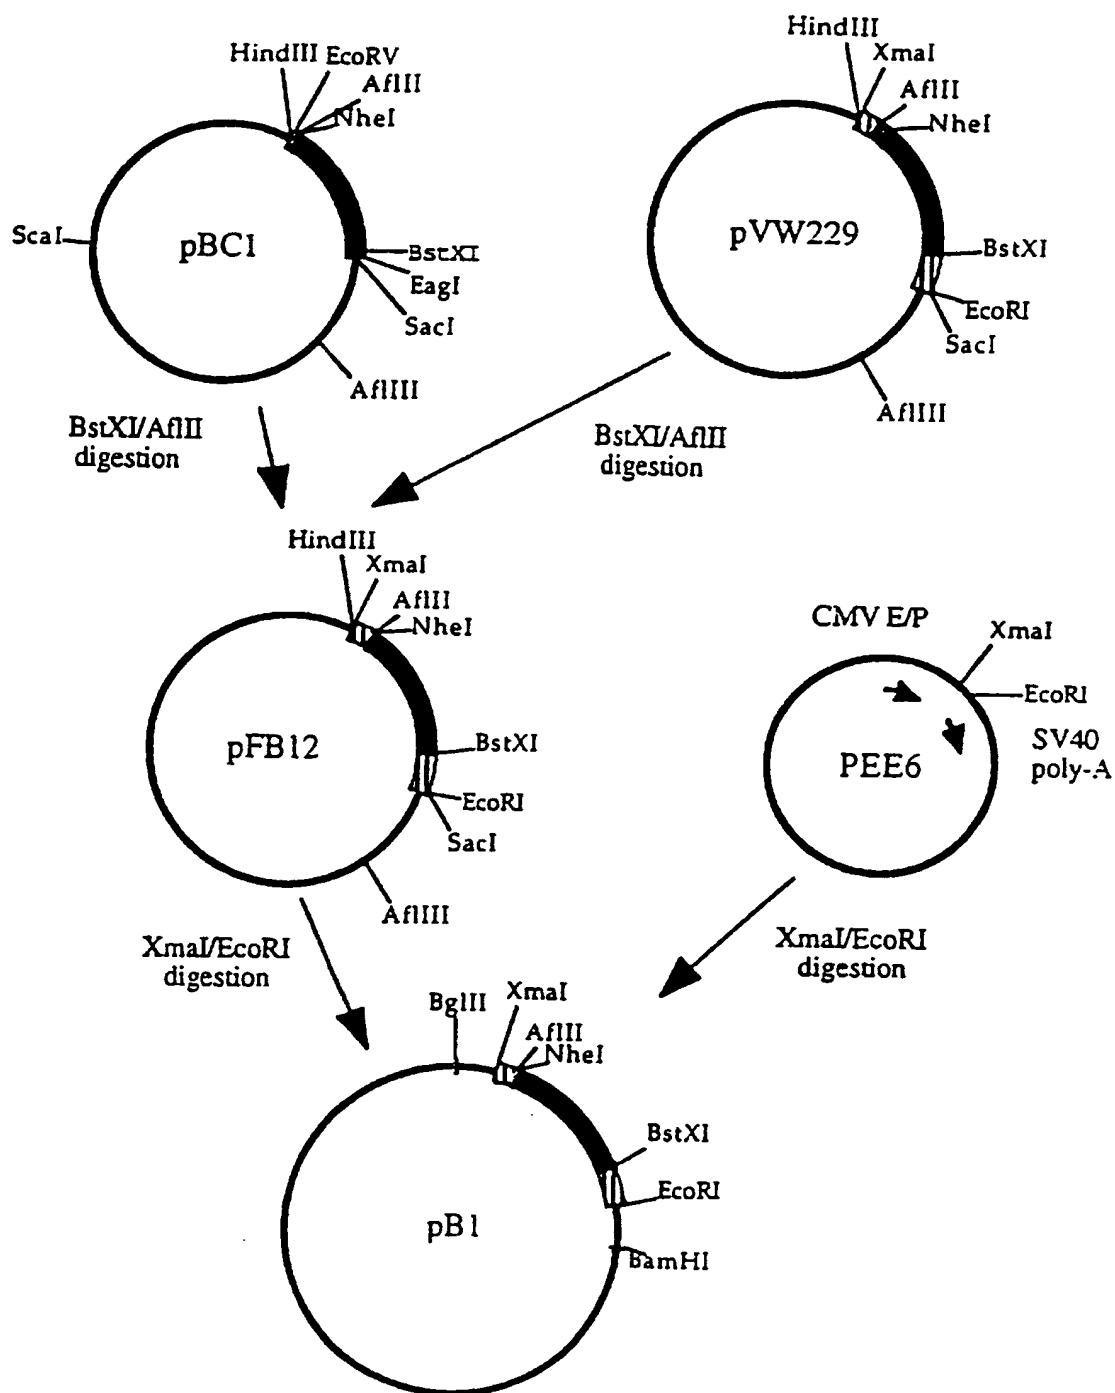 HindIII
EcoRV
AflII
NheI
ScaI
pBC1
BstXI
EagI
SacI
AflIII
HindIII
XmaI
AflII
NheI
pVW229
BstXI
EcoRI
SacI
AflIII
BstXI/AflII
digestion
BstXI/AflII
digestion
HindIII
XmaI
AflII
NheI
pFB12
BstXI
EcoRI
SacI
AflIII
CMV E/P
XmaI
EcoRI
SV40
poly-A
PEE6
XmaI/EcoRI
digestion
XmaI/EcoRI
digestion
BglII
XmaI
AflII
NheI
BstXI
EcoRI
pB1
BamHI